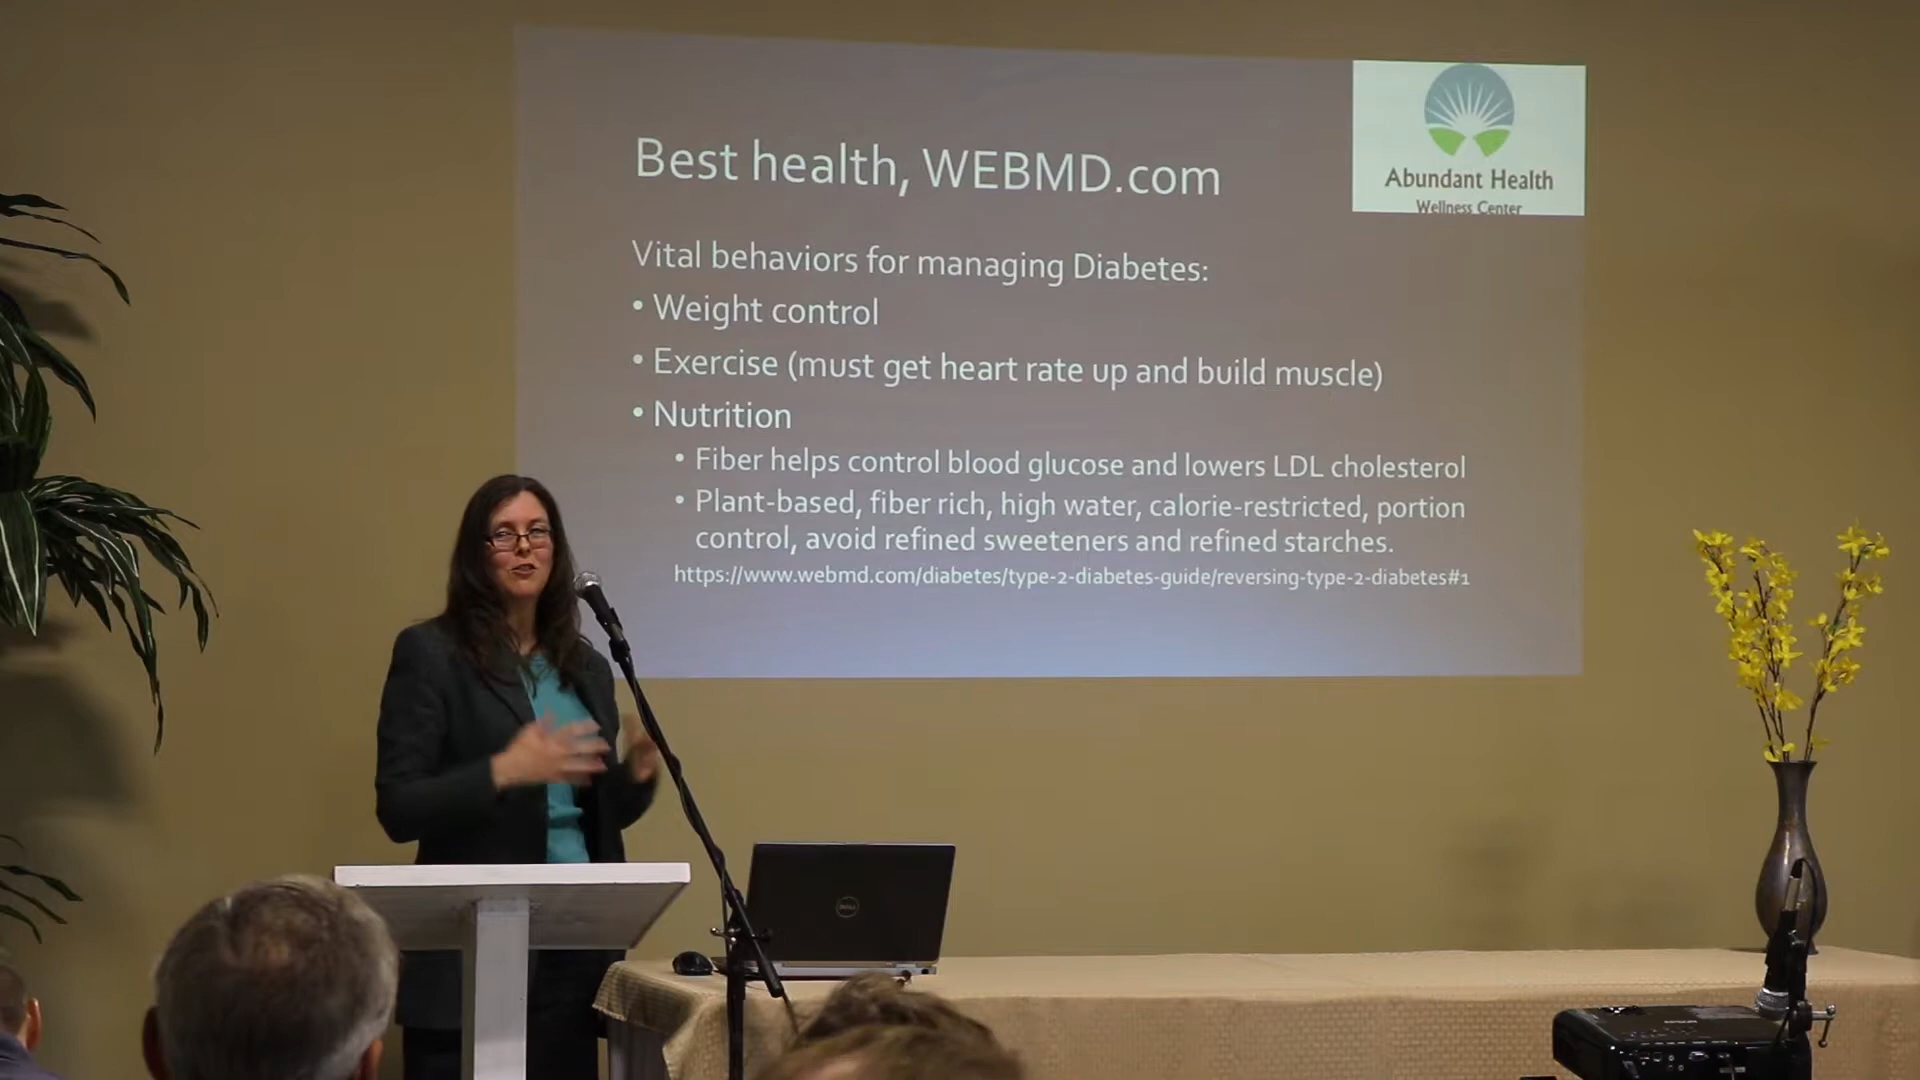 Best health, WEBMD.com
Abundant Health
Wellness Center
Vital behaviors for managing Diabetes:
• Weight control
• Exercise (must get heart rate up and build muscle)
• Nutrition
• Fiber helps control blood glucose and lowers LDL cholesterol
• Plant-based, fiber rich, high water, calorie-restricted, portion
control, avoid refined sweeteners and refined starches.
https://www.webmd.com/diabetes/type-2-diabetes-guide/reversing-type-2-diabetes#1
DELL
EPSON